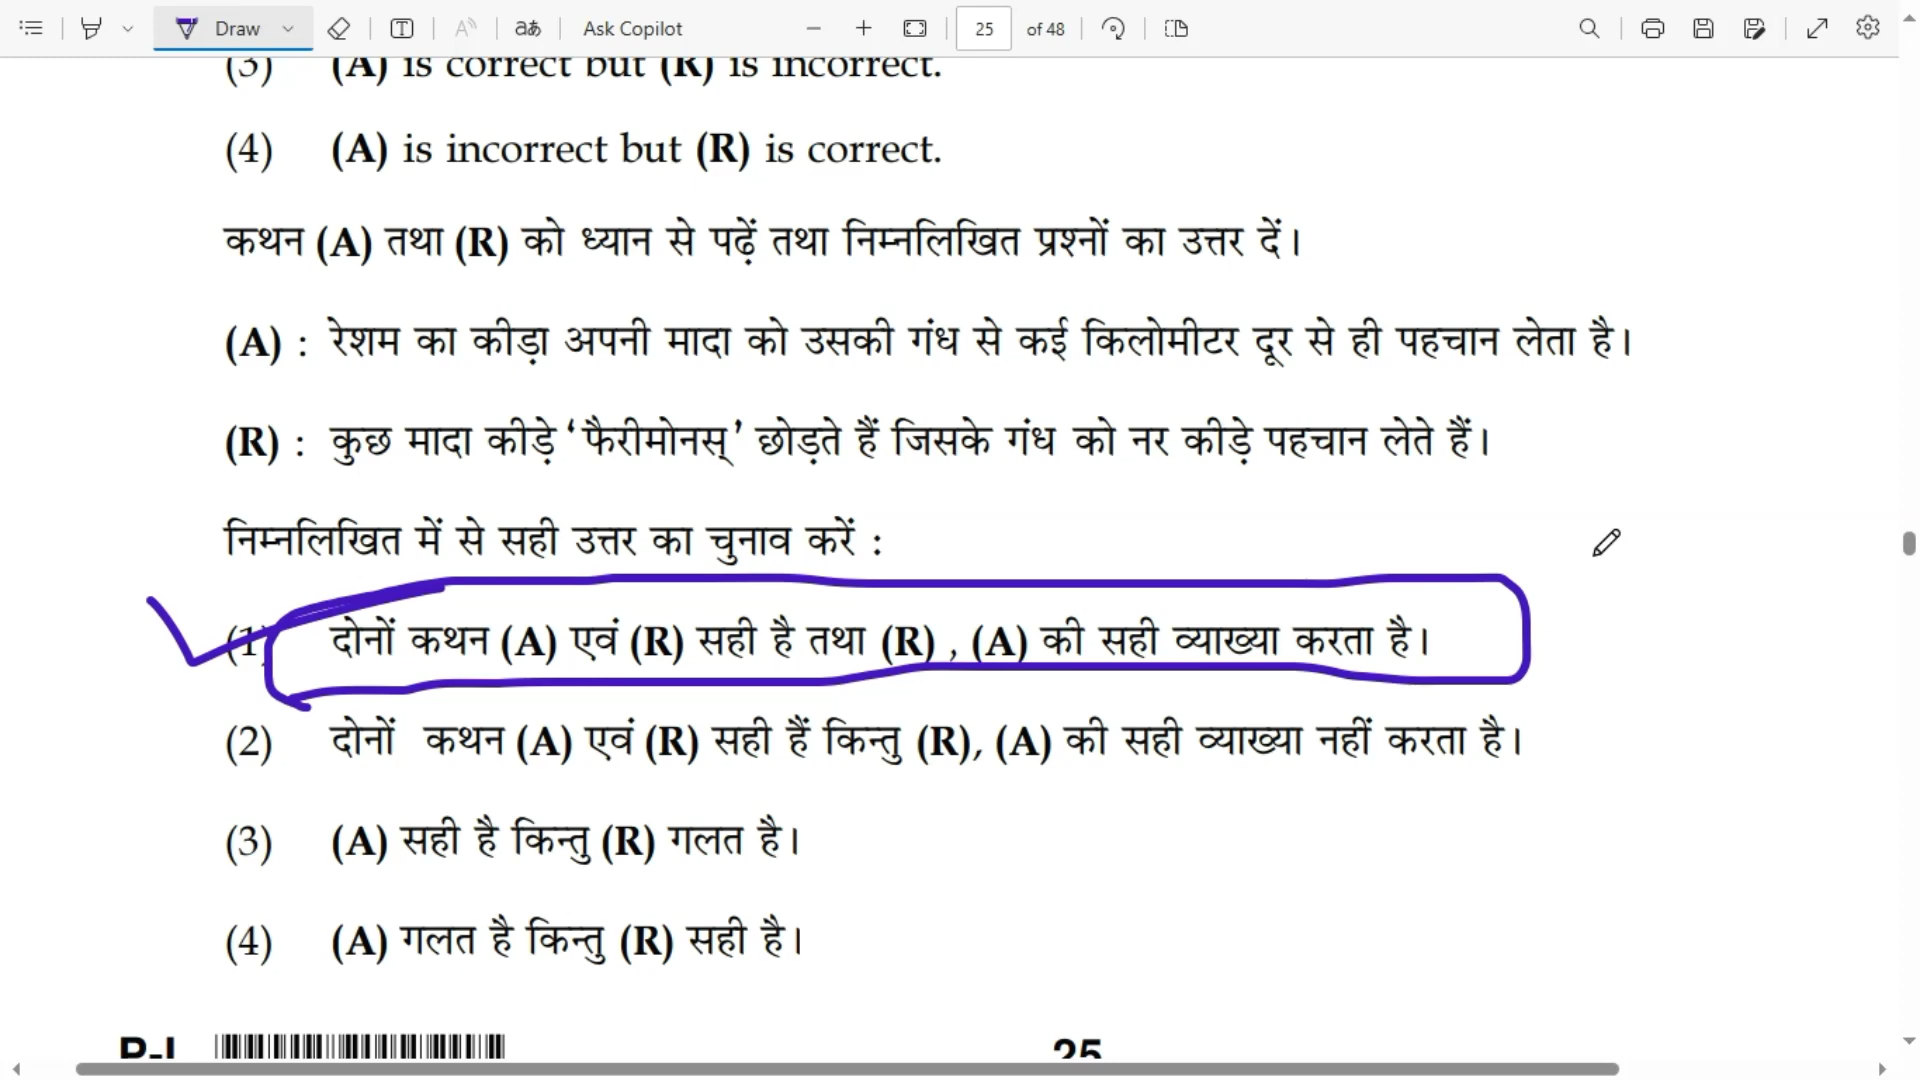 Draw
Ask Copilot
25 of 48
(3) (A) is correct but (R) is incorrect.
(4) (A) is incorrect but (R) is correct.
कथन (A) तथा (R) को ध्यान से पढ़ें तथा निम्नलिखित प्रश्नों का उत्तर दें।
(A) : रेशम का कीड़ा अपनी मादा को उसकी गंध से कई किलोमीटर दूर से ही पहचान लेता है।
(R) : कुछ मादा कीड़े 'फैरीमोनस्' छोड़ते हैं जिसके गंध को नर कीड़े पहचान लेते हैं।
निम्नलिखित में से सही उत्तर का चुनाव करें :
(1) दोनों कथन (A) एवं (R) सही है तथा (R) , (A) की सही व्याख्या करता है।
(2) दोनों कथन (A) एवं (R) सही हैं किन्तु (R), (A) की सही व्याख्या नहीं करता है।
(3) (A) सही है किन्तु (R) गलत है।
(4) (A) गलत है किन्तु (R) सही है।
P-I 25